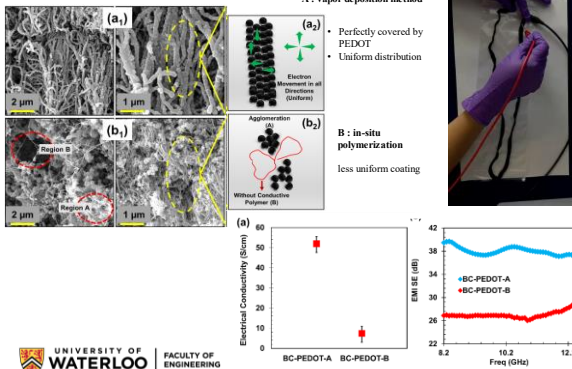 A : vapor deposition method
(a₁)
2 µm
1 µm
(a₂)
Electron
Movement in all
Directions
(Uniform)
• Perfectly covered by
PEDOT
• Uniform distribution
(b₁)
Region B
Region A
2 µm
1 µm
(b₂)
Agglomeration
(A)
Without Conductive
Polymer (B)
B : in-situ
polymerization
less uniform coating
(a)
Electrical Conductivity (S/cm)
60
50
40
30
20
10
0
BC-PEDOT-A
BC-PEDOT-B
EMI SE (dB)
42
38
34
30
26
22
BC-PEDOT-A
BC-PEDOT-B
8.2
10.2
12.
Freq (GHz)
UNIVERSITY OF
WATERLOO
FACULTY OF
ENGINEERING